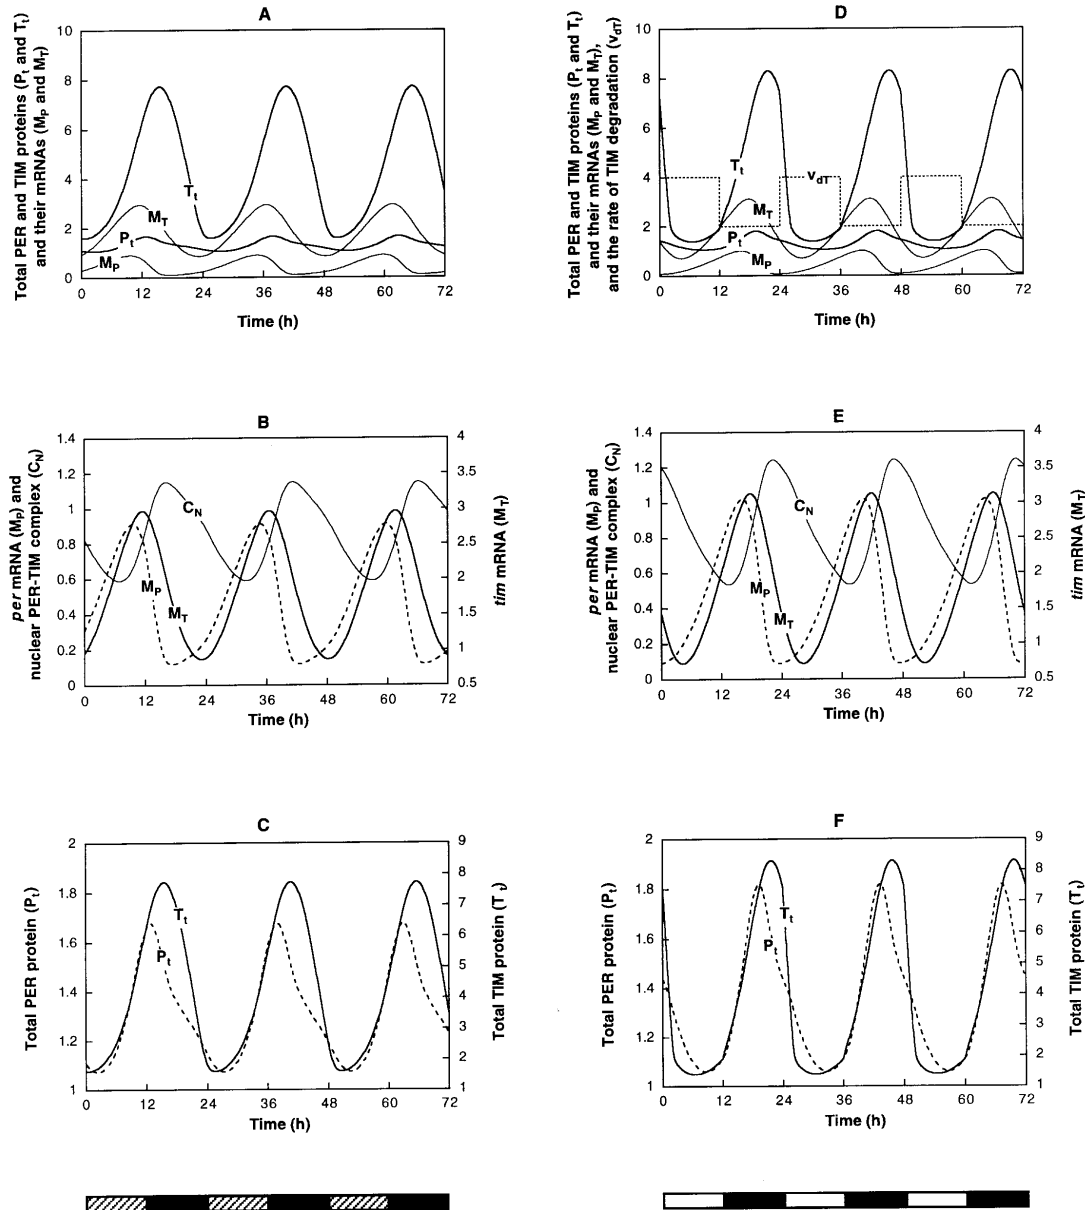 A
Total PER and TIM proteins (Pt and Tt)
and their mRNAs (MP and MT)
10
8
6
4
2
0
Tt
MT
Pt
MP
0 12 24 36 48 60 72
Time (h)
D
Total PER and TIM proteins (Pt and Tt)
and their mRNAs (MP and MT),
and the rate of TIM degradation (vdT)
10
8
6
4
2
0
Tt
vdT
MT
Pt
MP
0 12 24 36 48 60 72
Time (h)
B
per mRNA (MP) and
nuclear PER-TIM complex (CN)
1.4
1.2
1
0.8
0.6
0.4
0.2
0
CN
MP
MT
4
3.5
3
2.5
2
1.5
1
0.5
tim mRNA (MT)
0 12 24 36 48 60 72
Time (h)
E
per mRNA (MP) and
nuclear PER-TIM complex (CN)
1.4
1.2
1
0.8
0.6
0.4
0.2
0
CN
MP
MT
4
3.5
3
2.5
2
1.5
1
0.5
tim mRNA (MT)
0 12 24 36 48 60 72
Time (h)
C
Total PER protein (Pt)
2
1.8
1.6
1.4
1.2
1
Tt
Pt
9
8
7
6
5
4
3
2
1
Total TIM protein (Tt)
0 12 24 36 48 60 72
Time (h)
F
Total PER protein (Pt)
2
1.8
1.6
1.4
1.2
1
Tt
Pt
9
8
7
6
5
4
3
2
1
Total TIM protein (Tt)
0 12 24 36 48 60 72
Time (h)